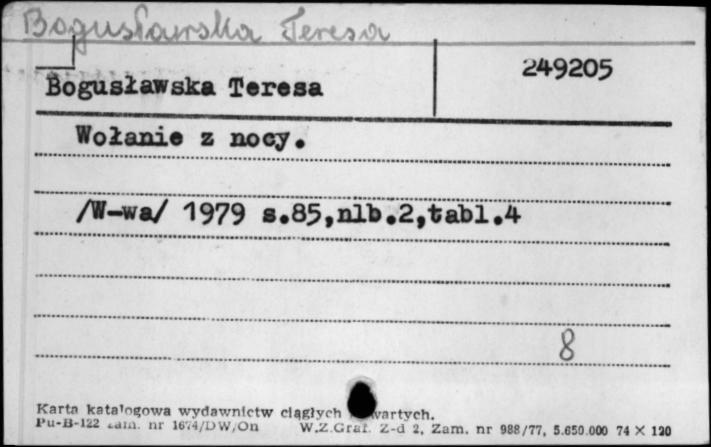 Bogusławska Teresa
249205
Bogusławska Teresa
Wołanie z nocy.
/W-wa/ 1979 s.85,nlb.2,tabl.4
8
Karta katalogowa wydawnictw ciągłych
Pu-B-122 zam. nr 1674/DW/On W.Z.Graf. Z-d 2, Zam. nr 988/77, 5.650.000 74 X 120